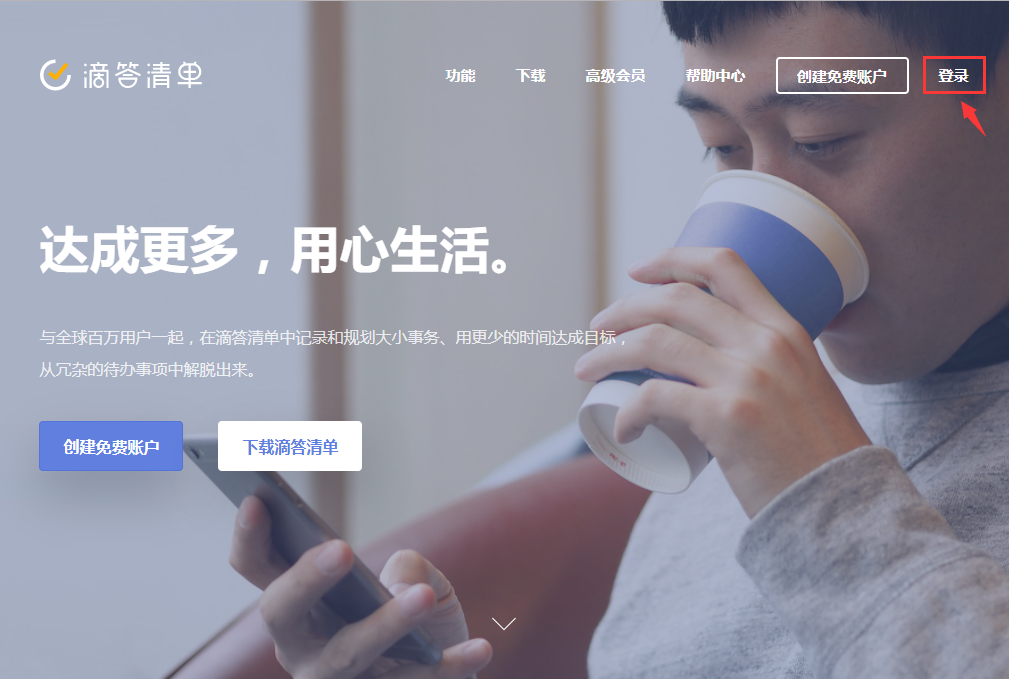 滴答清单
功能
下载
高级会员
帮助中心
创建免费账户
登录
达成更多，用心生活。
与全球百万用户一起，在滴答清单中记录和规划大小事务、用更少的时间达成目标，
从冗杂的待办事项中解脱出来。
创建免费账户
下载滴答清单